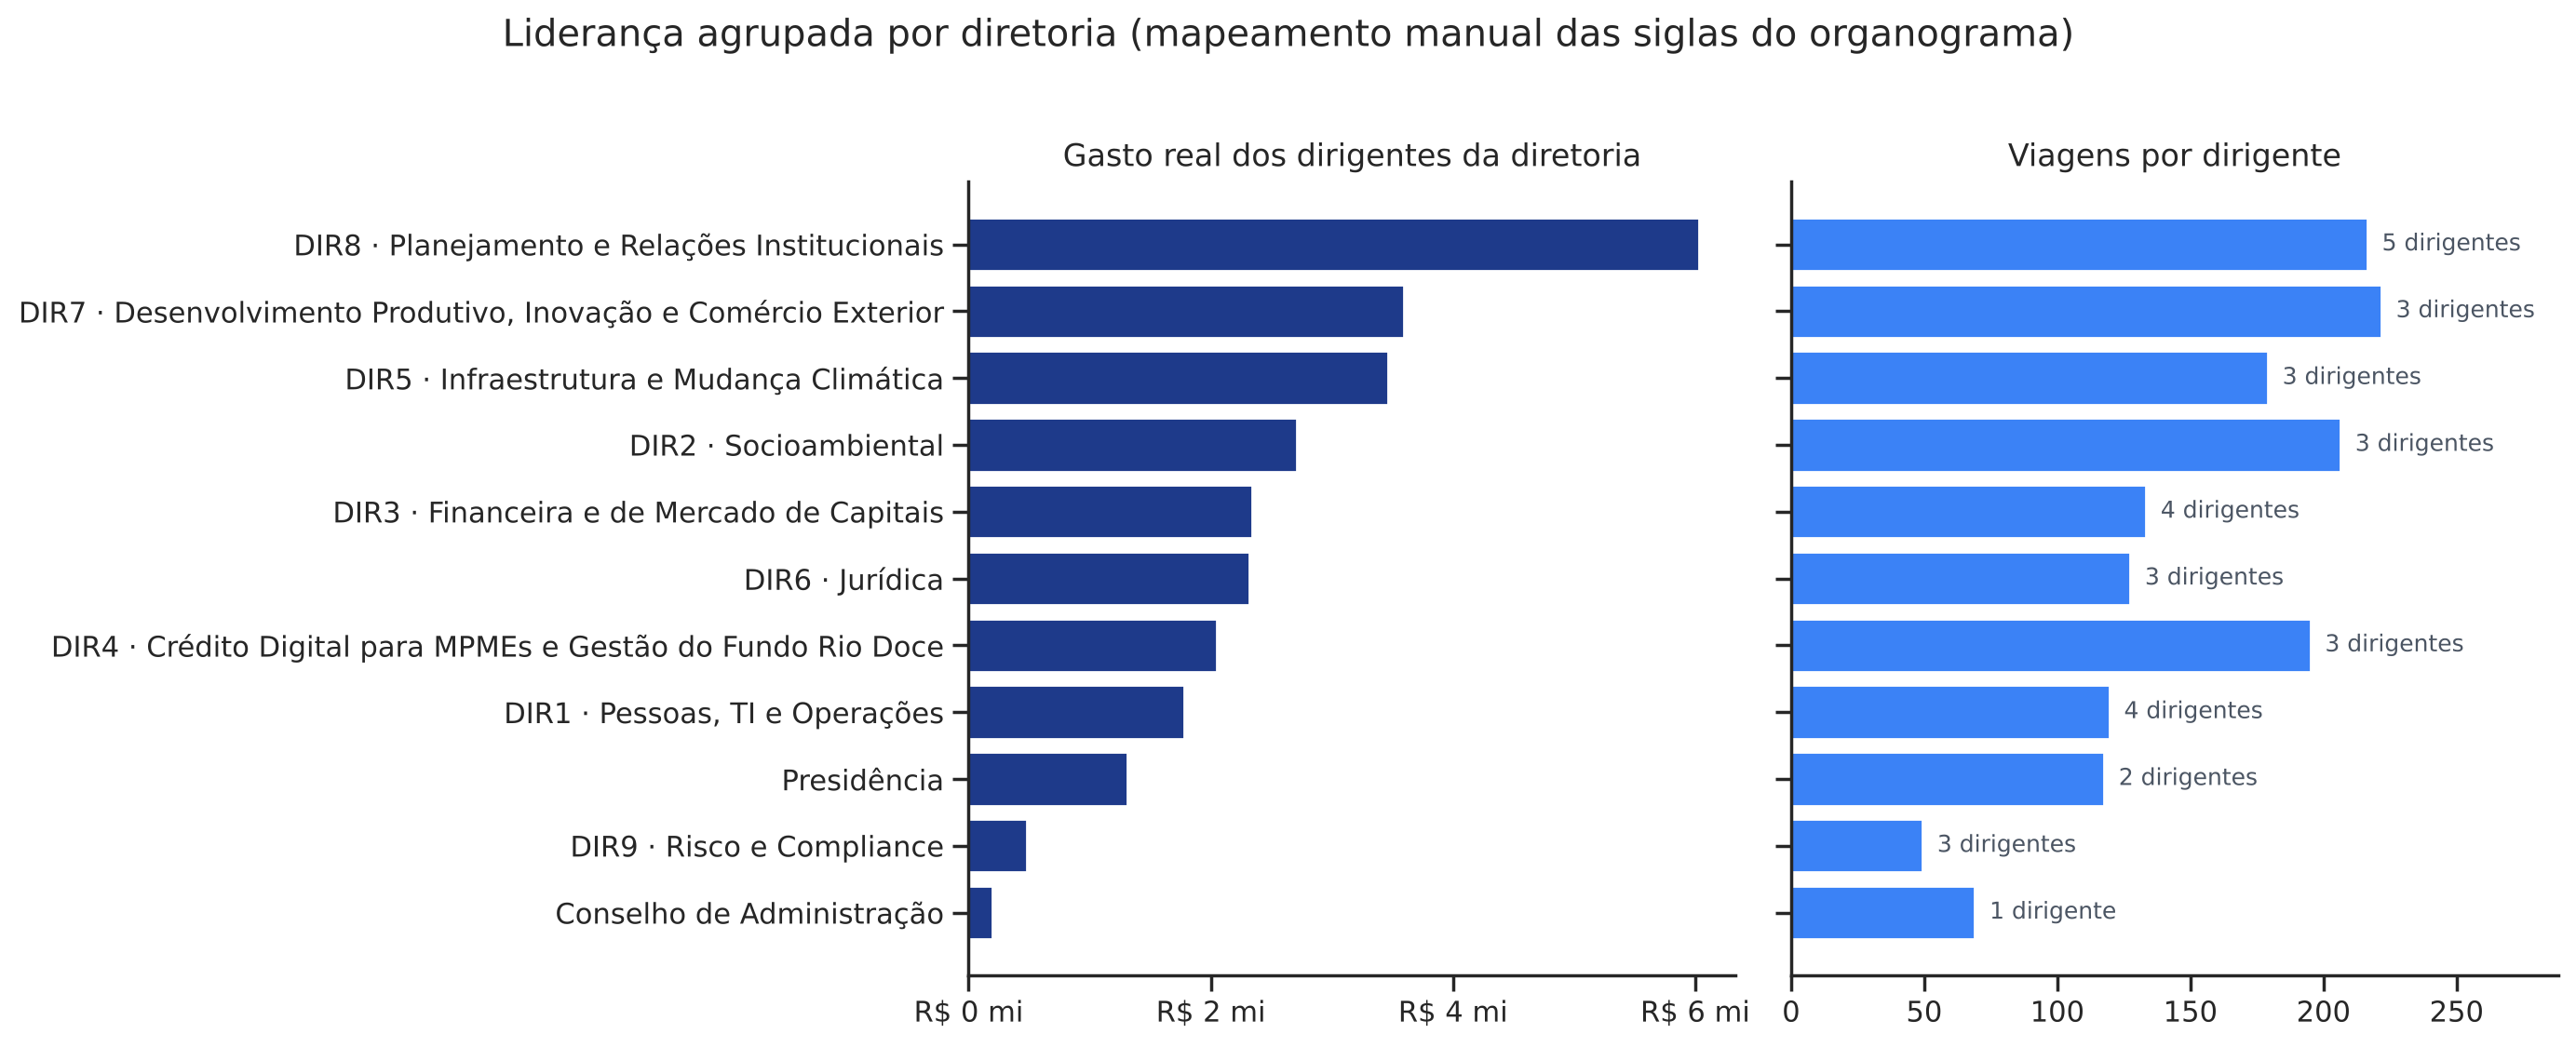 Liderança agrupada por diretoria (mapeamento manual das siglas do organograma)
Gasto real dos dirigentes da diretoria
Viagens por dirigente
DIR8 · Planejamento e Relações Institucionais
5 dirigentes
DIR7 · Desenvolvimento Produtivo, Inovação e Comércio Exterior
3 dirigentes
DIR5 · Infraestrutura e Mudança Climática
3 dirigentes
DIR2 · Socioambiental
3 dirigentes
DIR3 · Financeira e de Mercado de Capitais
4 dirigentes
DIR6 · Jurídica
3 dirigentes
DIR4 · Crédito Digital para MPMEs e Gestão do Fundo Rio Doce
3 dirigentes
DIR1 · Pessoas, TI e Operações
4 dirigentes
Presidência
2 dirigentes
DIR9 · Risco e Compliance
3 dirigentes
Conselho de Administração
1 dirigente
R$ 0 mi R$ 2 mi R$ 4 mi R$ 6 mi
0 50 100 150 200 250